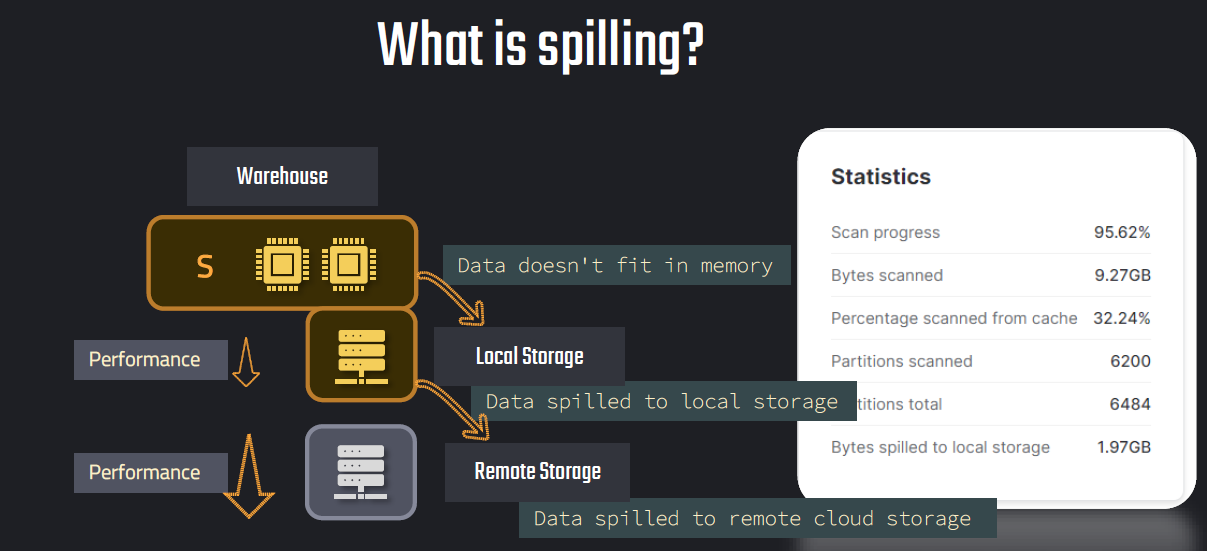 What is spilling?
Warehouse
S
Data doesn't fit in memory
Performance
Local Storage
Data spilled to local storage
Performance
Remote Storage
Data spilled to remote cloud storage
Statistics
Scan progress 95.62%
Bytes scanned 9.27GB
Percentage scanned from cache 32.24%
Partitions scanned 6200
titions total 6484
Bytes spilled to local storage 1.97GB